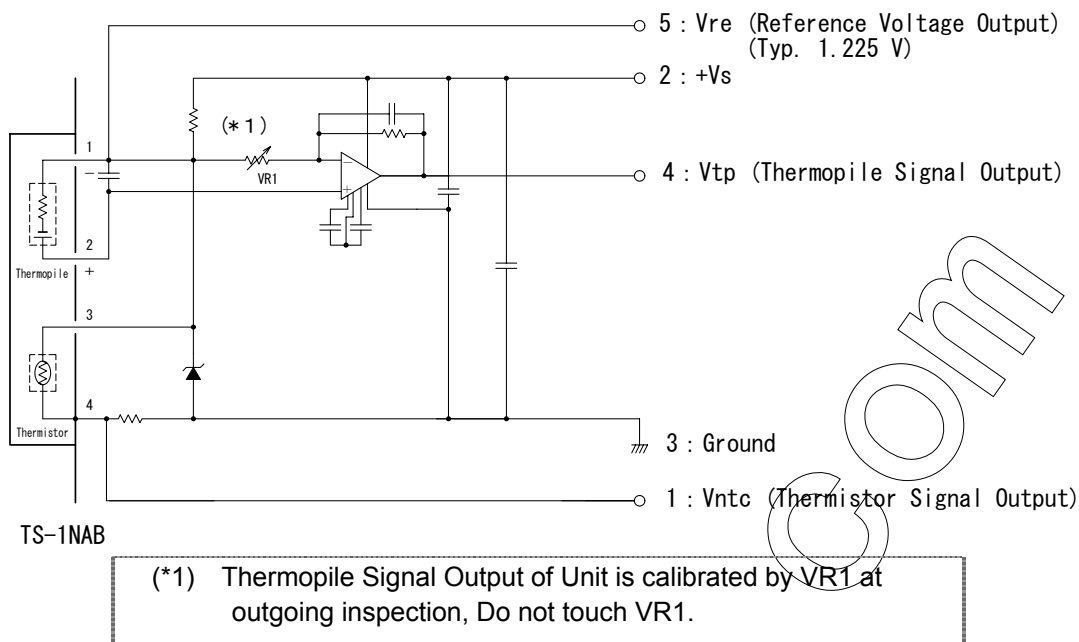 5 : Vre (Reference Voltage Output)
(Typ. 1.225 V)
2 : +Vs
(*1)
1
-
VR1
-
+
4 : Vtp (Thermopile Signal Output)
2
Thermopile
+
3
4
Thermistor
3 : Ground
1 : Vntc (Thermistor Signal Output)
TS-1NAB
com
(*1) Thermopile Signal Output of Unit is calibrated by VR1 at
outgoing inspection, Do not touch VR1.